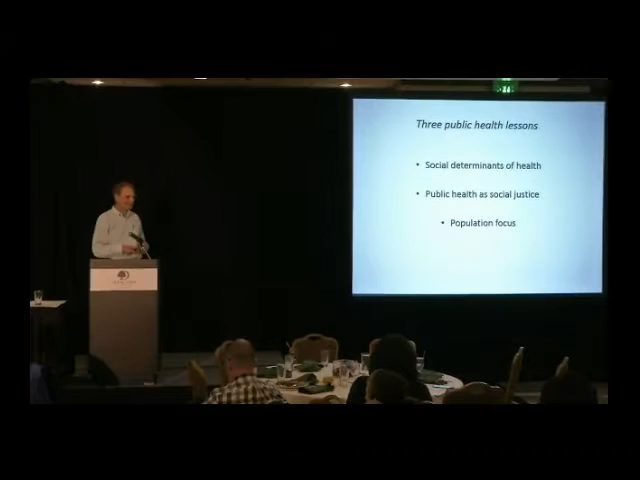 Three public health lessons
• Social determinants of health
• Public health as social justice
• Population focus